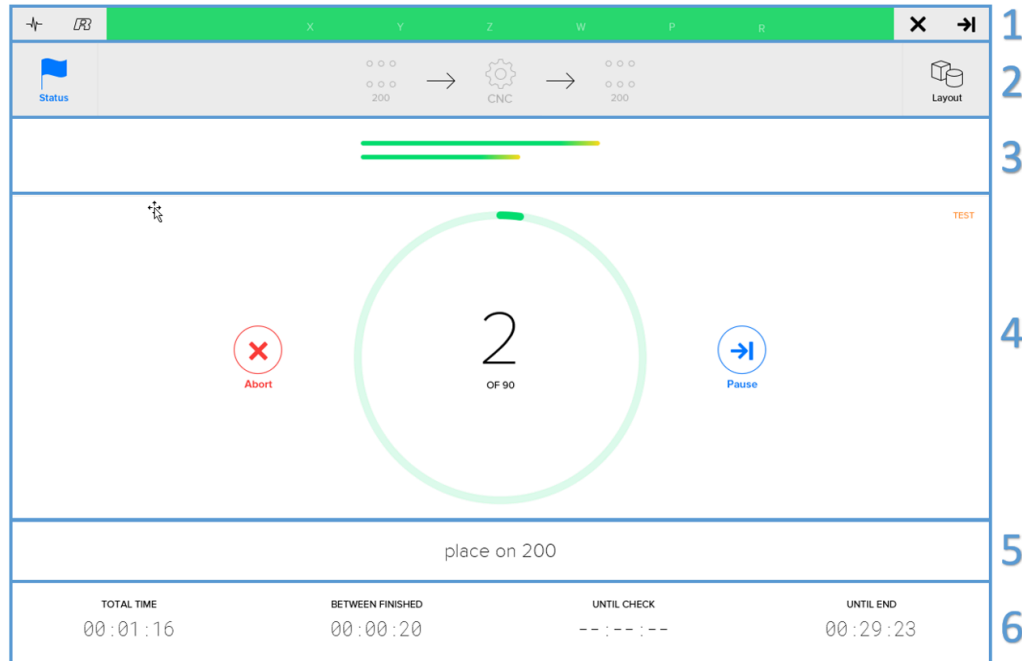 X Y Z W P R 1
Status 200 CNC 200 Layout 2
3
TEST
2
OF 90
Abort Pause 4
place on 200 5
TOTAL TIME BETWEEN FINISHED UNTIL CHECK UNTIL END
00:01:16 00:00:20 --:--:-- 00:29:23 6